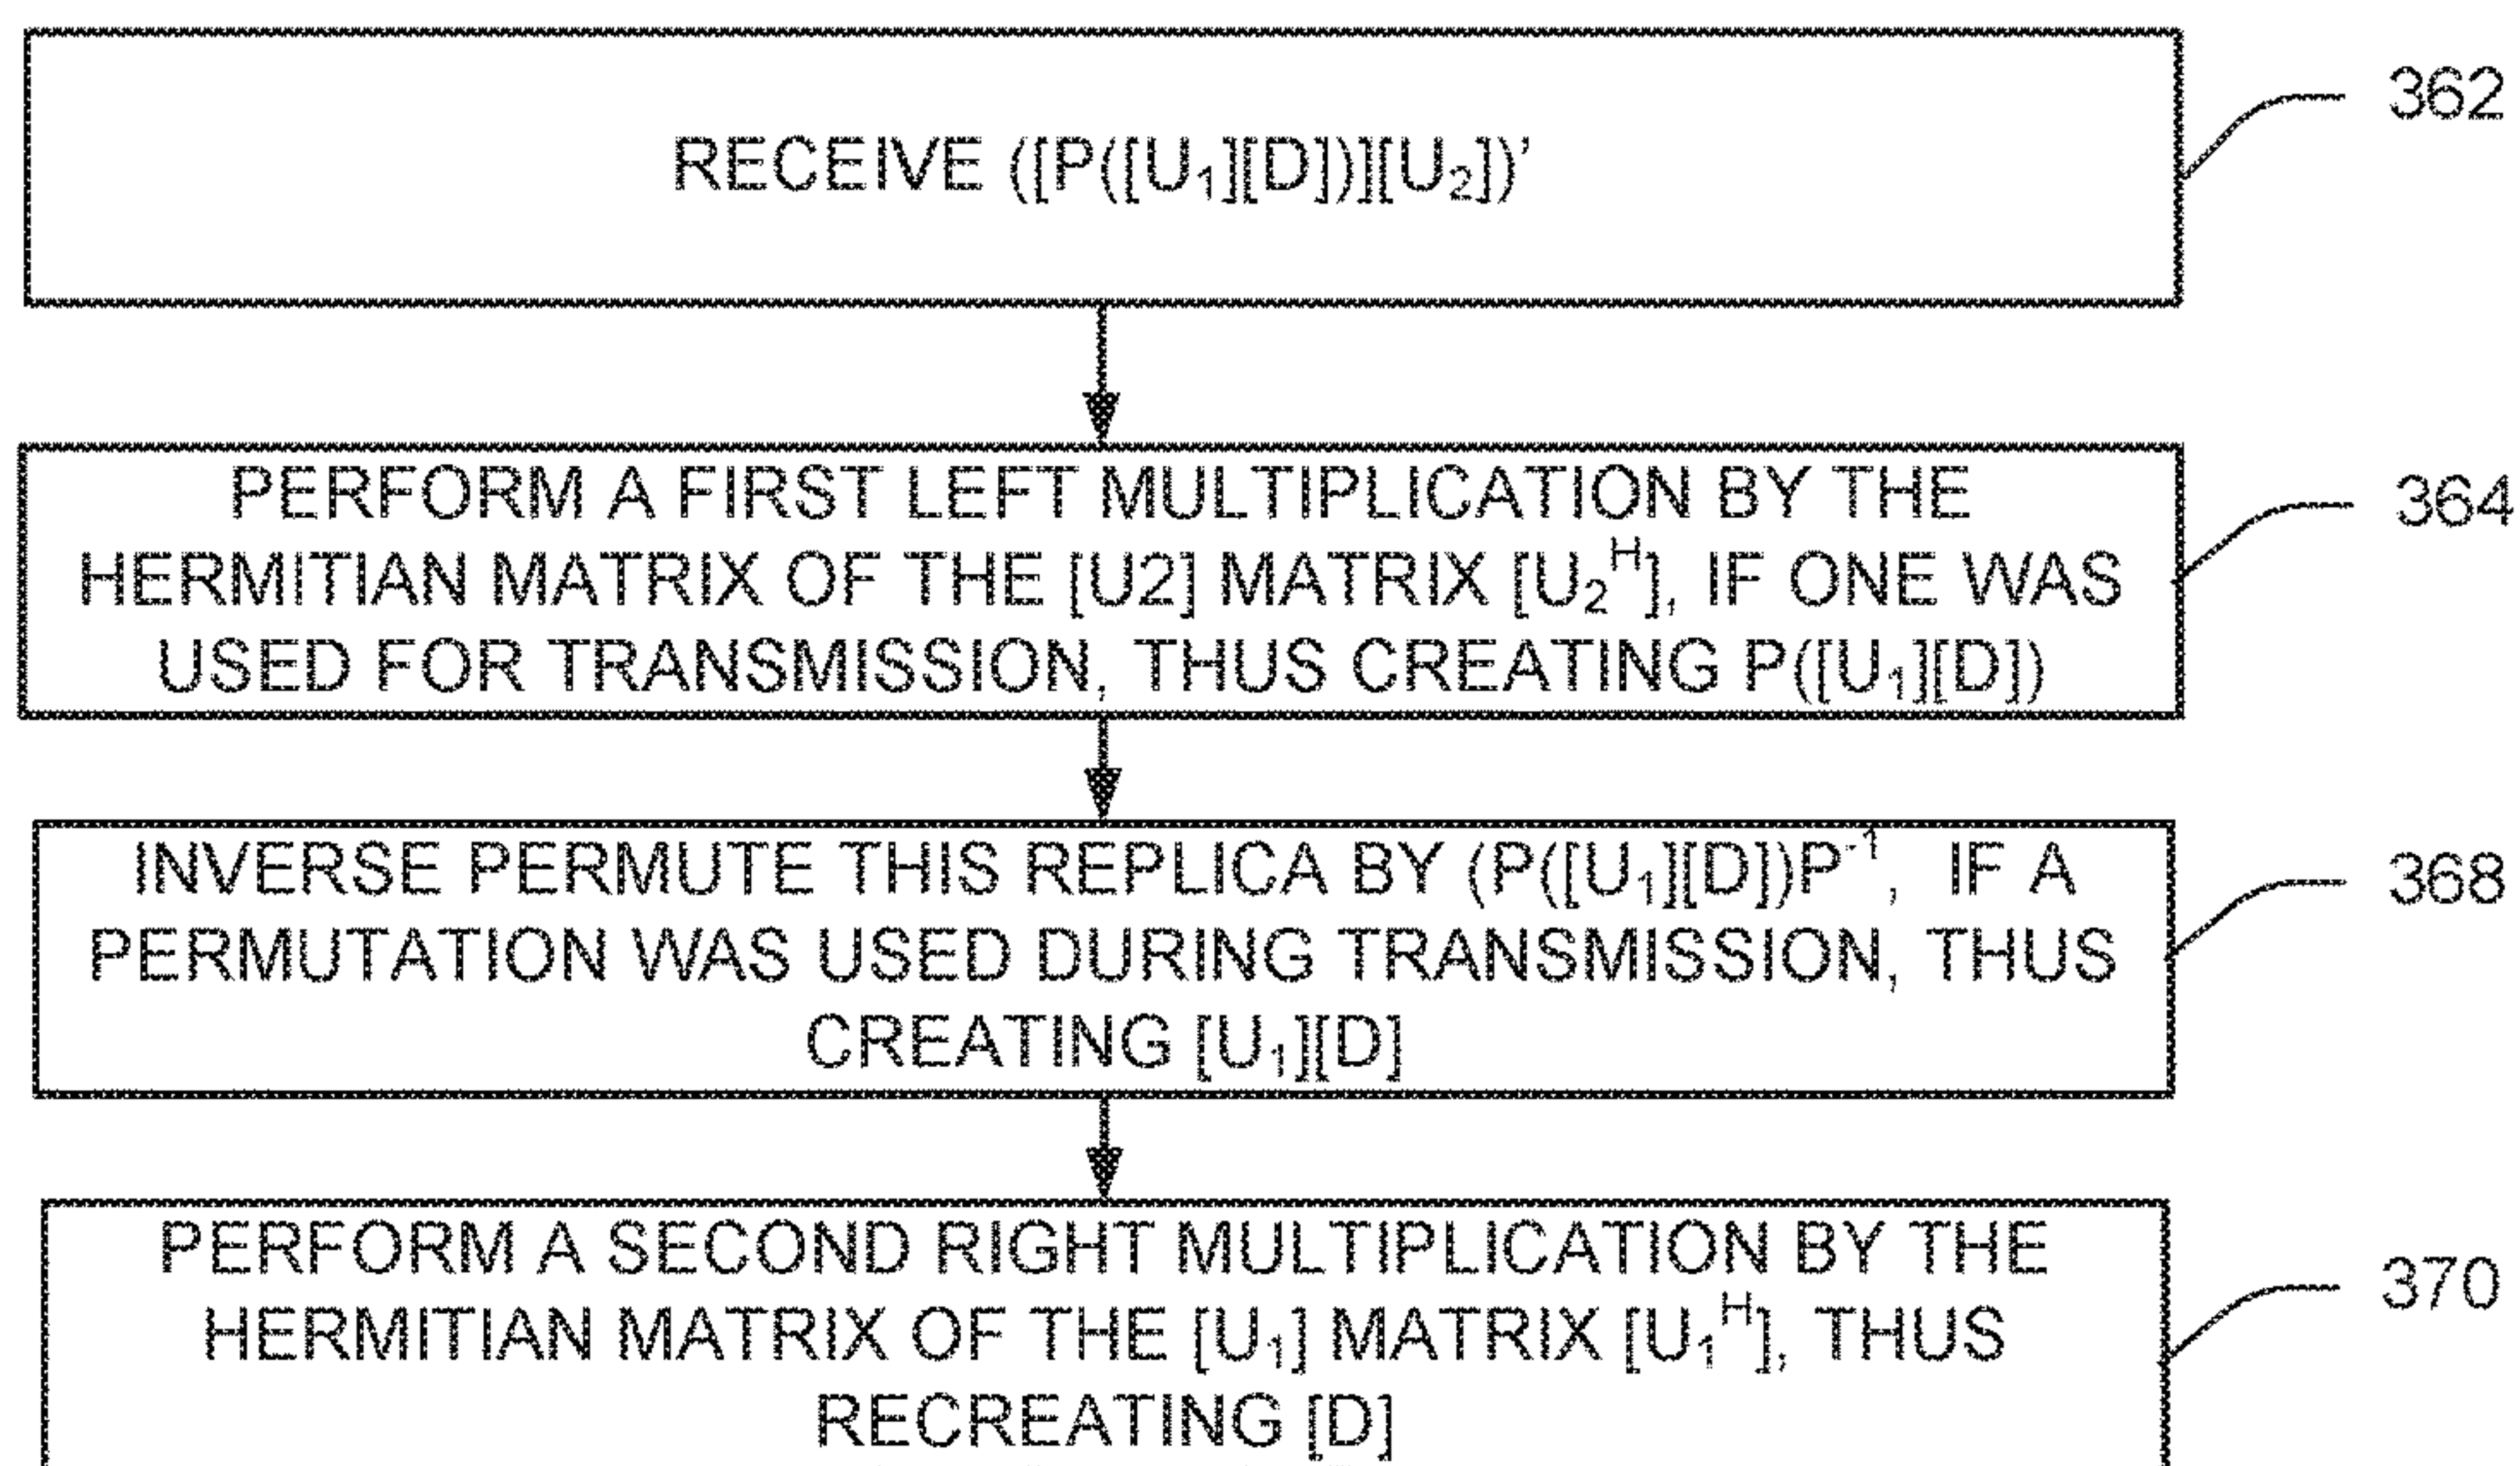 RECEIVE ([P([U₁][D])][U₂])’
362
PERFORM A FIRST LEFT MULTIPLICATION BY THE
HERMITIAN MATRIX OF THE [U2] MATRIX [U₂ᴴ], IF ONE WAS
USED FOR TRANSMISSION, THUS CREATING P([U₁][D])
364
INVERSE PERMUTE THIS REPLICA BY (P([U₁][D])P⁻¹, IF A
PERMUTATION WAS USED DURING TRANSMISSION, THUS
CREATING [U₁][D]
368
PERFORM A SECOND RIGHT MULTIPLICATION BY THE
HERMITIAN MATRIX OF THE [U₁] MATRIX [U₁ᴴ], THUS
RECREATING [D]
370